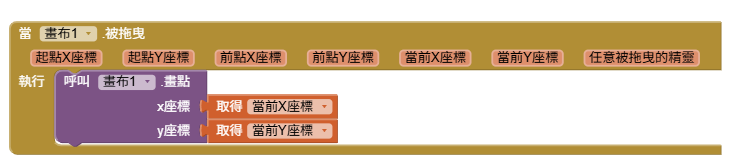 當 畫布1 .被拖曳
起點X座標 起點Y座標 前點X座標 前點Y座標 當前X座標 當前Y座標 任意被拖曳的精靈
執行 呼叫 畫布1 .畫點
x座標 取得 當前X座標
y座標 取得 當前Y座標